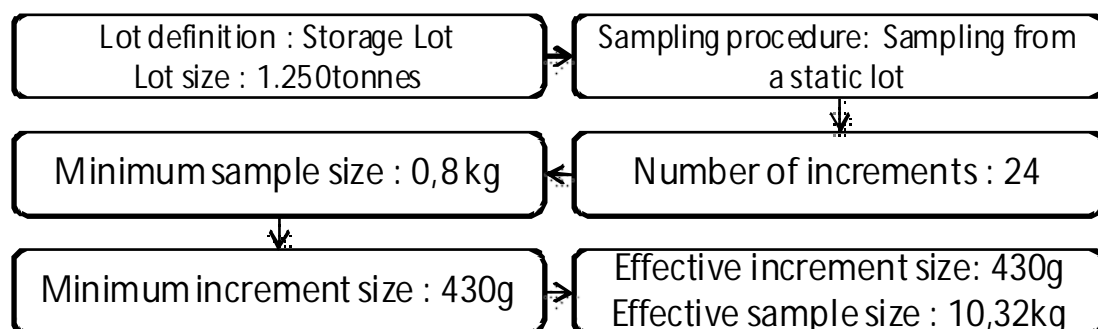 Lot definition : Storage Lot
Lot size : 1.250tonnes
Sampling procedure: Sampling from
a static lot
Number of increments : 24
Minimum sample size : 0,8 kg
Minimum increment size : 430g
Effective increment size: 430g
Effective sample size : 10,32kg